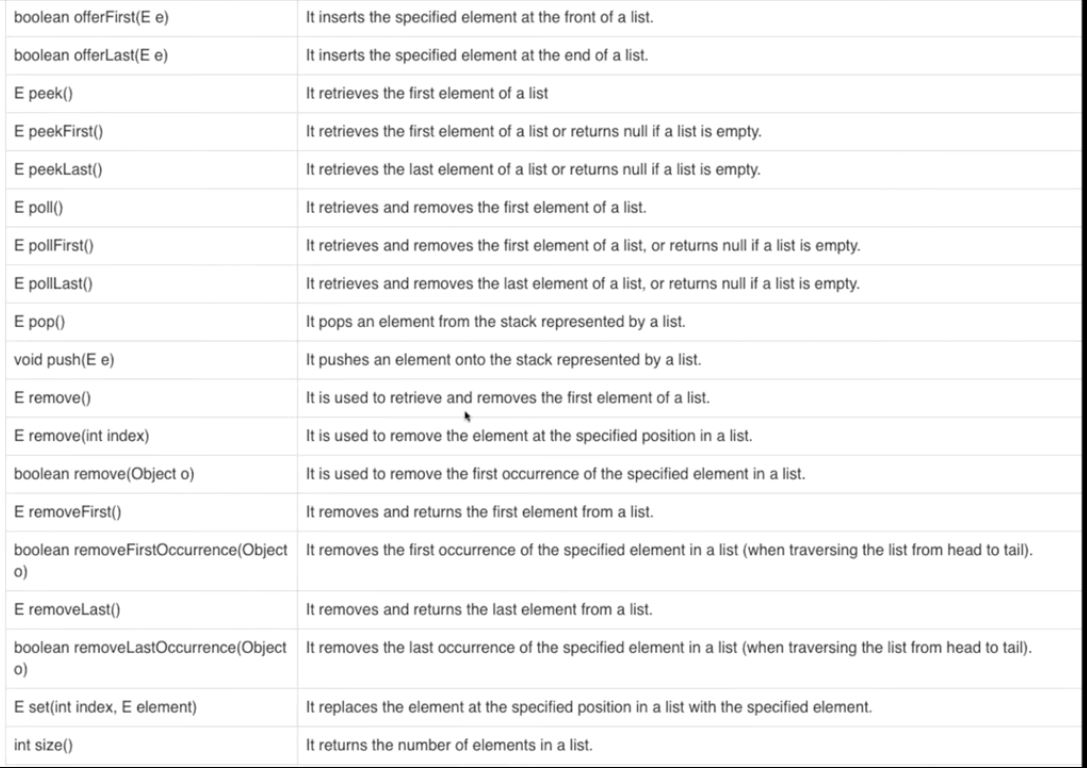 boolean offerFirst(E e) It inserts the specified element at the front of a list.
boolean offerLast(E e) It inserts the specified element at the end of a list.
E peek() It retrieves the first element of a list
E peekFirst() It retrieves the first element of a list or returns null if a list is empty.
E peekLast() It retrieves the last element of a list or returns null if a list is empty.
E poll() It retrieves and removes the first element of a list.
E pollFirst() It retrieves and removes the first element of a list, or returns null if a list is empty.
E pollLast() It retrieves and removes the last element of a list, or returns null if a list is empty.
E pop() It pops an element from the stack represented by a list.
void push(E e) It pushes an element onto the stack represented by a list.
E remove() It is used to retrieve and removes the first element of a list.
E remove(int index) It is used to remove the element at the specified position in a list.
boolean remove(Object o) It is used to remove the first occurrence of the specified element in a list.
E removeFirst() It removes and returns the first element from a list.
boolean removeFirstOccurrence(Object It removes the first occurrence of the specified element in a list (when traversing the list from head to tail).
o)
E removeLast() It removes and returns the last element from a list.
boolean removeLastOccurrence(Object It removes the last occurrence of the specified element in a list (when traversing the list from head to tail).
o)
E set(int index, E element) It replaces the element at the specified position in a list with the specified element.
int size() It returns the number of elements in a list.